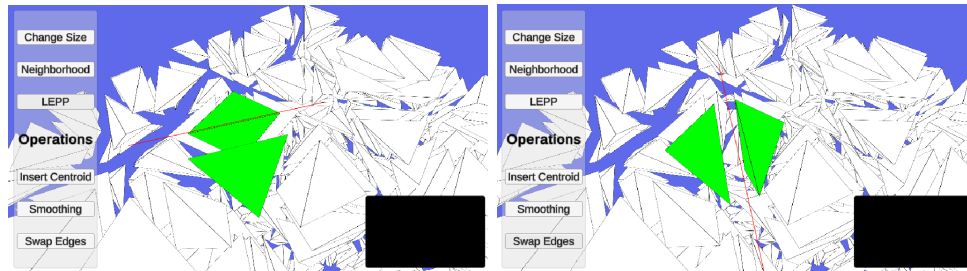 Change Size
Neighborhood
LEPP
Operations
Insert Centroid
Smoothing
Swap Edges
Change Size
Neighborhood
LEPP
Operations
Insert Centroid
Smoothing
Swap Edges